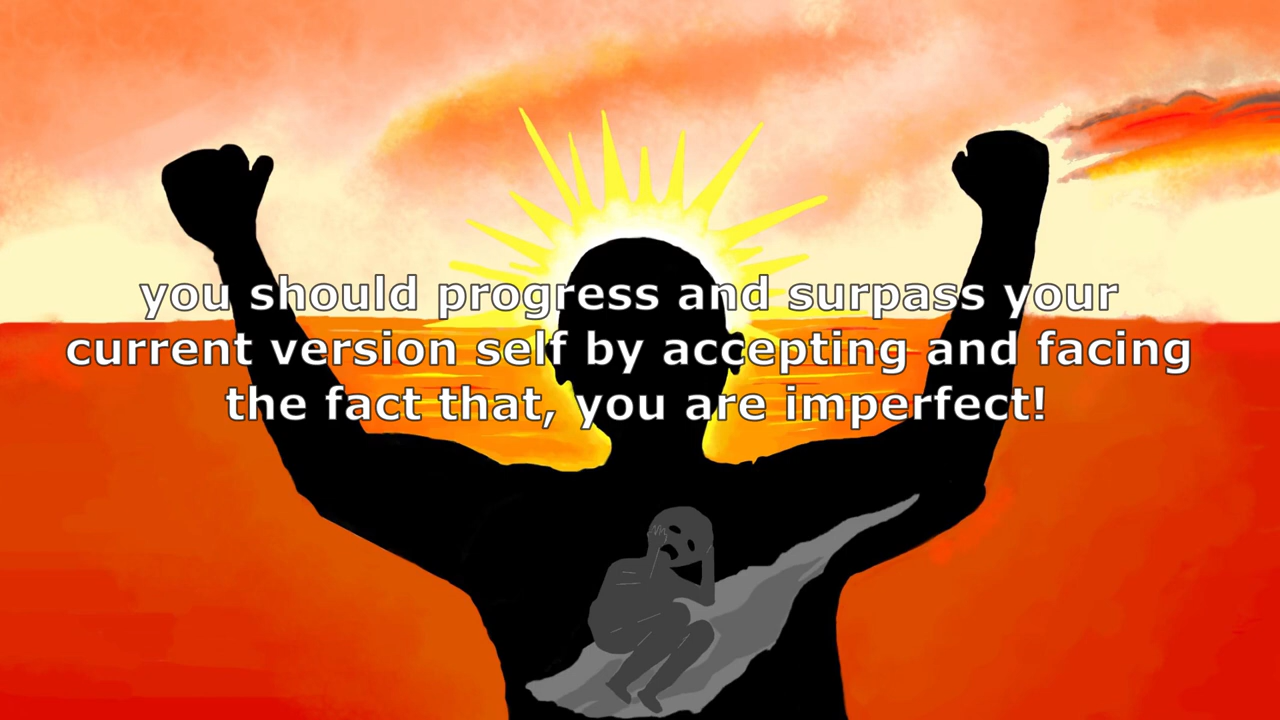 you should progress and surpass your
current version self by accepting and facing
the fact that, you are imperfect!